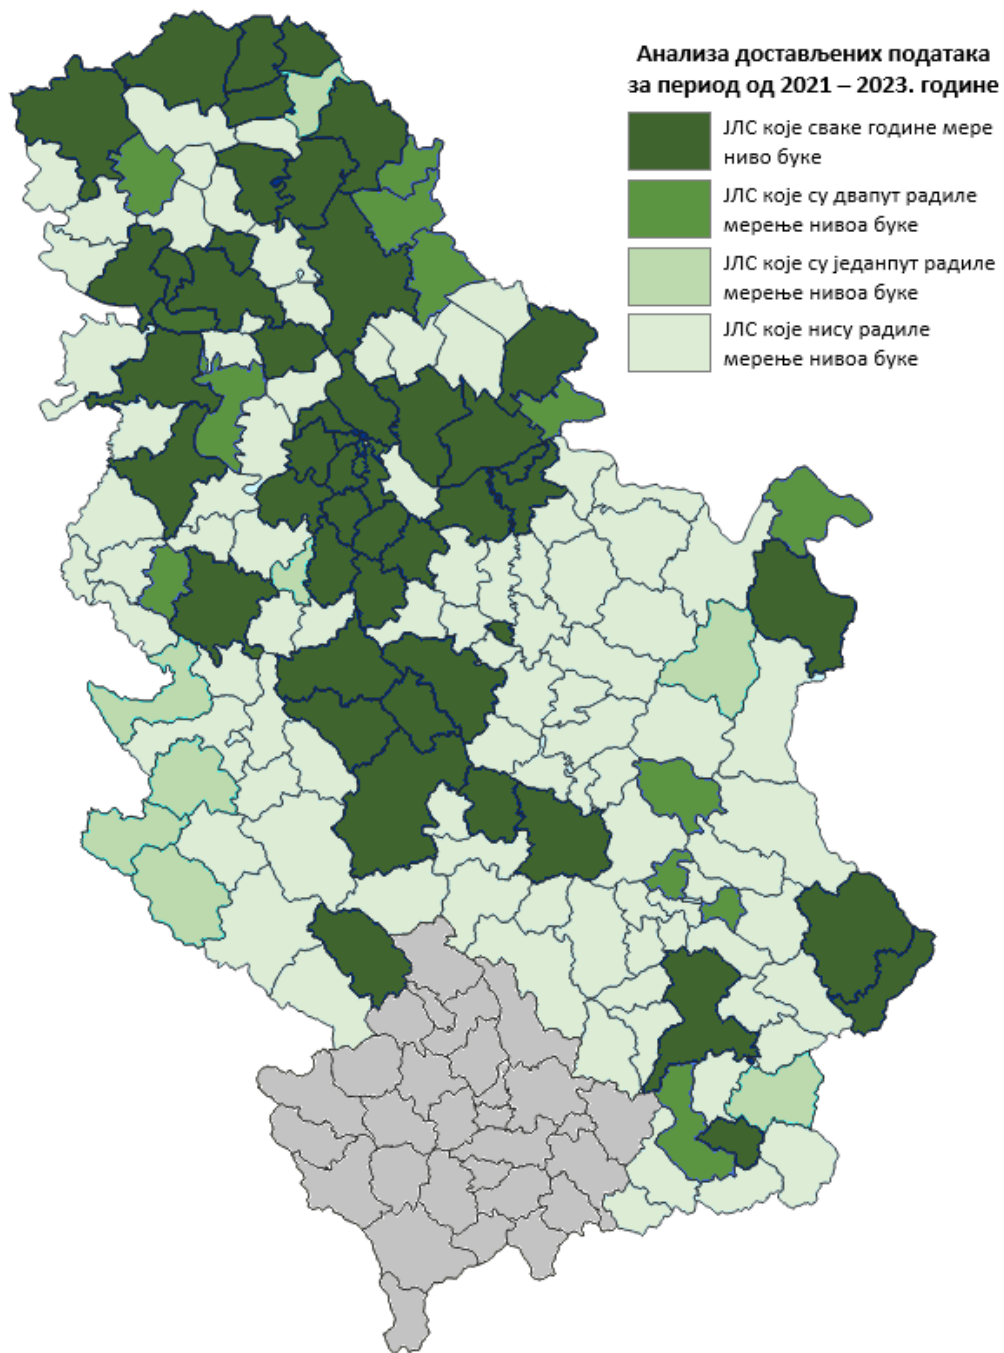 Анализа достављених података
за период од 2021 – 2023. године
ЈЛС које сваке године мере
ниво буке
ЈЛС које су двапут радиле
мерење нивоа буке
ЈЛС које су једанпут радиле
мерење нивоа буке
ЈЛС које нису радиле
мерење нивоа буке